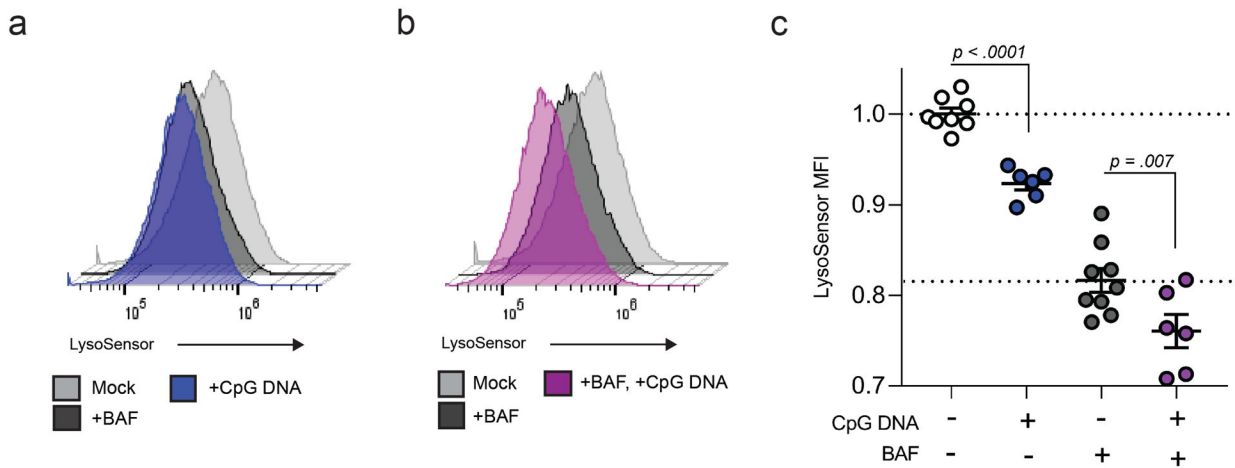 a
10^5
10^6
LysoSensor
Mock
+CpG DNA
+BAF
b
10^5
10^6
LysoSensor
Mock
+BAF, +CpG DNA
+BAF
c
p < .0001
p = .007
LysoSensor MFI
1.0
0.9
0.8
0.7
CpG DNA - + - +
BAF - - + +